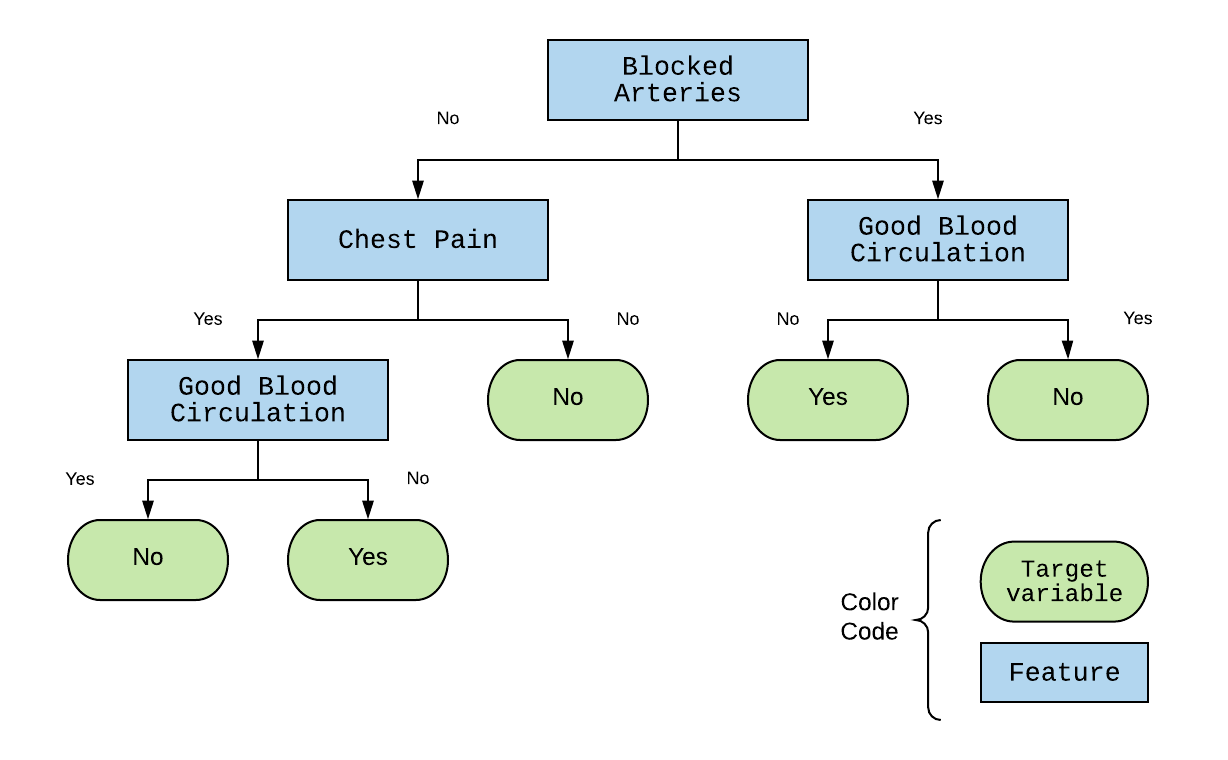 Blocked
Arteries
No
Yes
Chest Pain
Good Blood
Circulation
Yes
No
No
Yes
Good Blood
Circulation
No
Yes
No
Yes
No
No
Yes
Color
Code
Target
variable
Feature